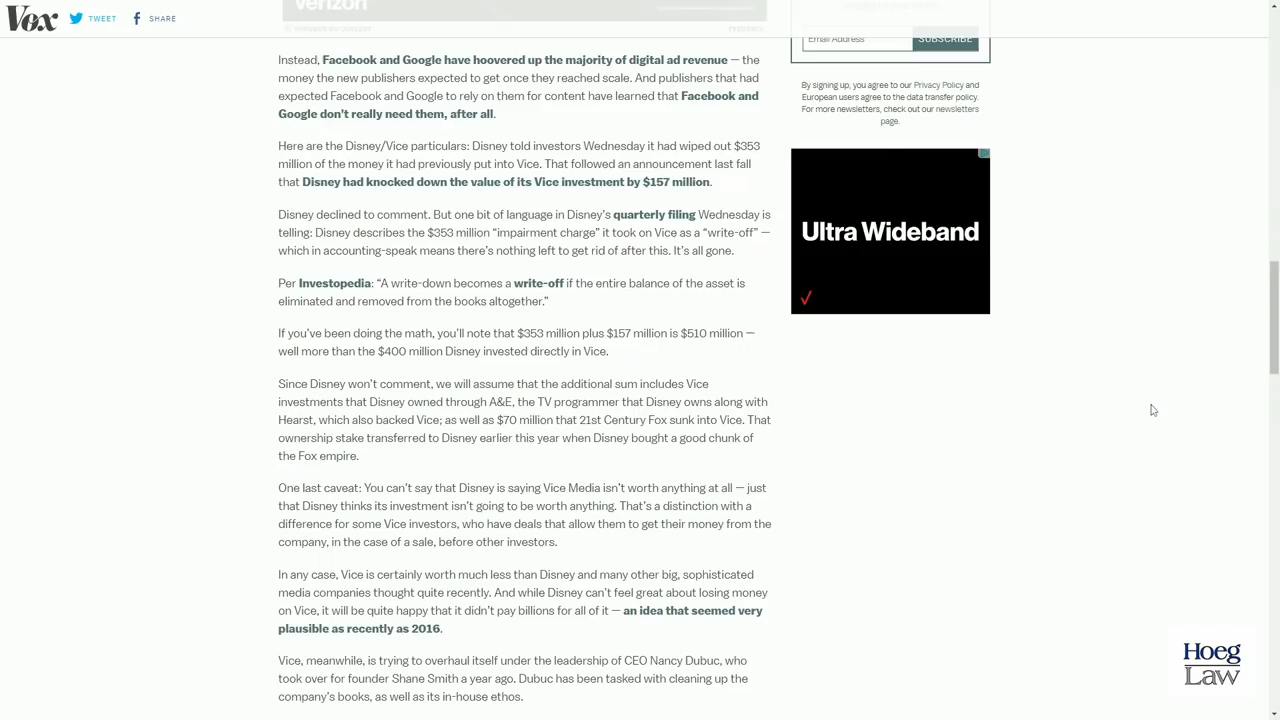 Vox
TWEET
SHARE
verizon
Email Address
SUBSCRIBE
Instead, Facebook and Google have hoovered up the majority of digital ad revenue — the
money the new publishers expected to get once they reached scale. And publishers that had
expected Facebook and Google to rely on them for content have learned that Facebook and
Google don't really need them, after all.
Here are the Disney/Vice particulars: Disney told investors Wednesday it had wiped out $353
million of the money it had previously put into Vice. That followed an announcement last fall
that Disney had knocked down the value of its Vice investment by $157 million.
Disney declined to comment. But one bit of language in Disney's quarterly filing Wednesday is
telling: Disney describes the $353 million “impairment charge” it took on Vice as a “write-off” —
which in accounting-speak means there's nothing left to get rid of after this. It's all gone.
Per Investopedia: “A write-down becomes a write-off if the entire balance of the asset is
eliminated and removed from the books altogether.”
If you've been doing the math, you'll note that $353 million plus $157 million is $510 million —
well more than the $400 million Disney invested directly in Vice.
Since Disney won't comment, we will assume that the additional sum includes Vice
investments that Disney owned through A&E, the TV programmer that Disney owns along with
Hearst, which also backed Vice; as well as $70 million that 21st Century Fox sunk into Vice. That
ownership stake transferred to Disney earlier this year when Disney bought a good chunk of
the Fox empire.
One last caveat: You can't say that Disney is saying Vice Media isn't worth anything at all — just
that Disney thinks its investment isn't going to be worth anything. That's a distinction with a
difference for some Vice investors, who have deals that allow them to get their money from the
company, in the case of a sale, before other investors.
In any case, Vice is certainly worth much less than Disney and many other big, sophisticated
media companies thought quite recently. And while Disney can't feel great about losing money
on Vice, it will be quite happy that it didn't pay billions for all of it — an idea that seemed very
plausible as recently as 2016.
Vice, meanwhile, is trying to overhaul itself under the leadership of CEO Nancy Dubuc, who
took over for founder Shane Smith a year ago. Dubuc has been tasked with cleaning up the
company's books, as well as its in-house ethos.
By signing up, you agree to our Privacy Policy and
European users agree to the data transfer policy.
For more newsletters, check out our newsletters
page.
Ultra Wideband
Hoeg
Law